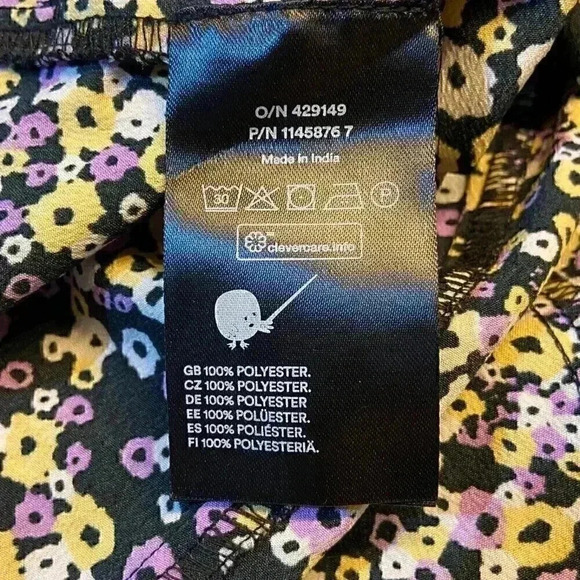 O/N 429149
P/N 1145876 7
Made in India
30 P
clevercare.info
GB 100% POLYESTER.
CZ 100% POLYESTER.
DE 100% POLYESTER
EE 100% POLÜESTER.
ES 100% POLIÉSTER.
FI 100% POLYESTERIÄ.